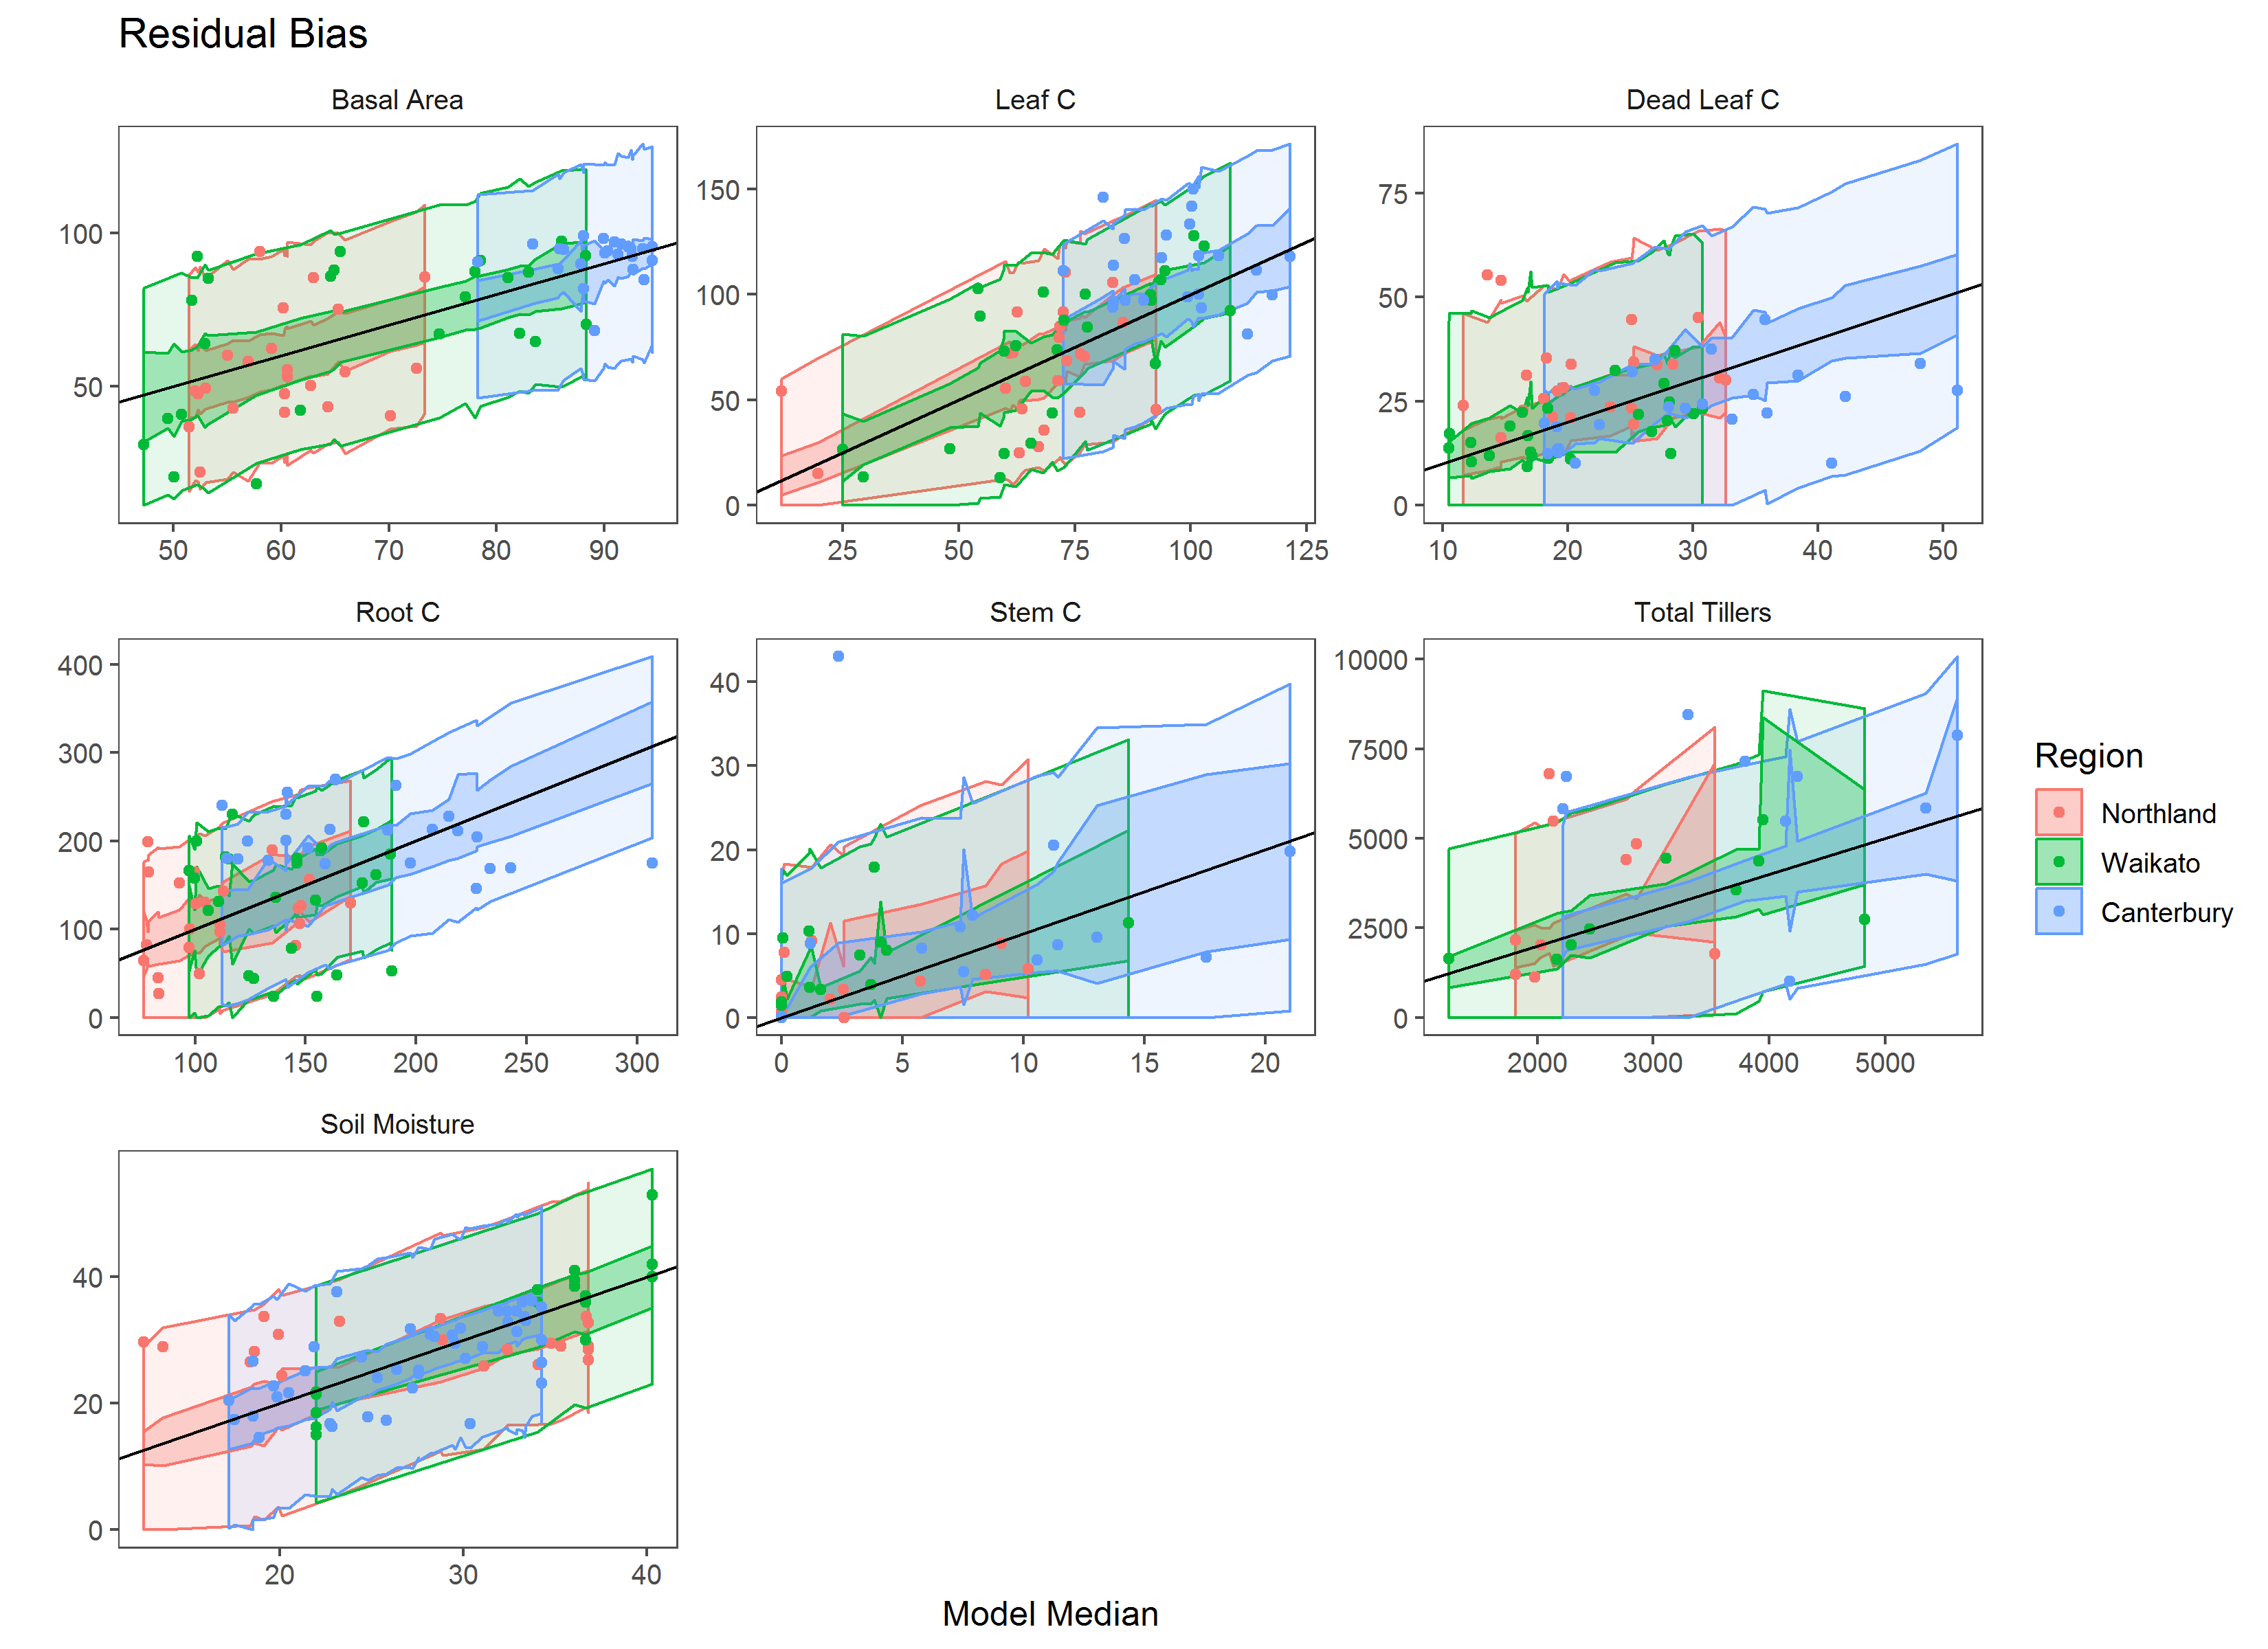 Residual Bias
Basal Area
Leaf C
Dead Leaf C
100
50
50 60 70 80 90
150
100
50
0
25 50 75 100 125
75
50
25
0
10 20 30 40 50
Root C
Stem C
Total Tillers
400
300
200
100
0
100 150 200 250 300
40
30
20
10
0
0 5 10 15 20
10000
7500
5000
2500
0
2000 3000 4000 5000
Region
Northland
Waikato
Canterbury
Soil Moisture
40
20
0
20 30 40
Model Median